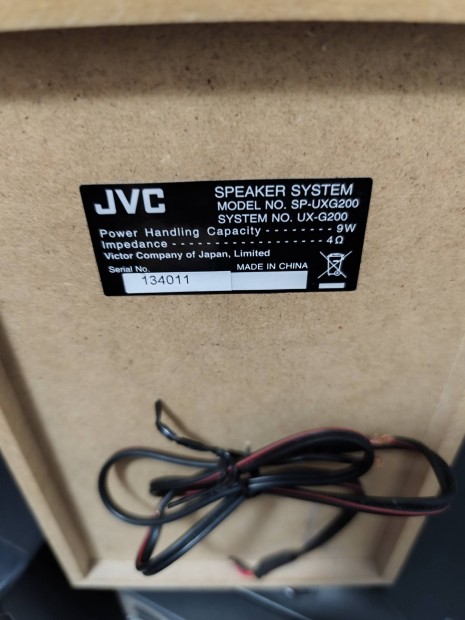 JVC
SPEAKER SYSTEM
MODEL NO. SP-UXG200
SYSTEM NO. UX-G200
Power Handling Capacity - - - - - - - - 9W
Impedance - - - - - - - - - - - - - - - - - - - 4Ω
Victor Company of Japan, Limited
Serial No. MADE IN CHINA
134011